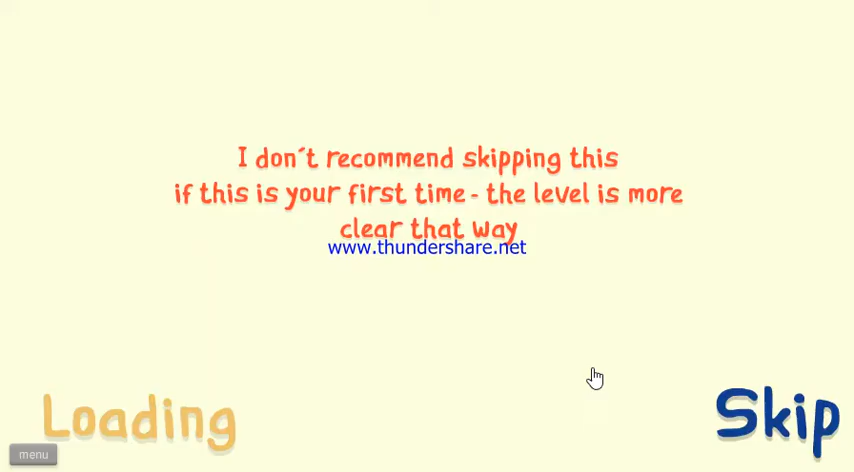 I don't recommend skipping this
if this is your first time - the level is more
clear that way
www.thundershare.net
Loading
Skip
menu